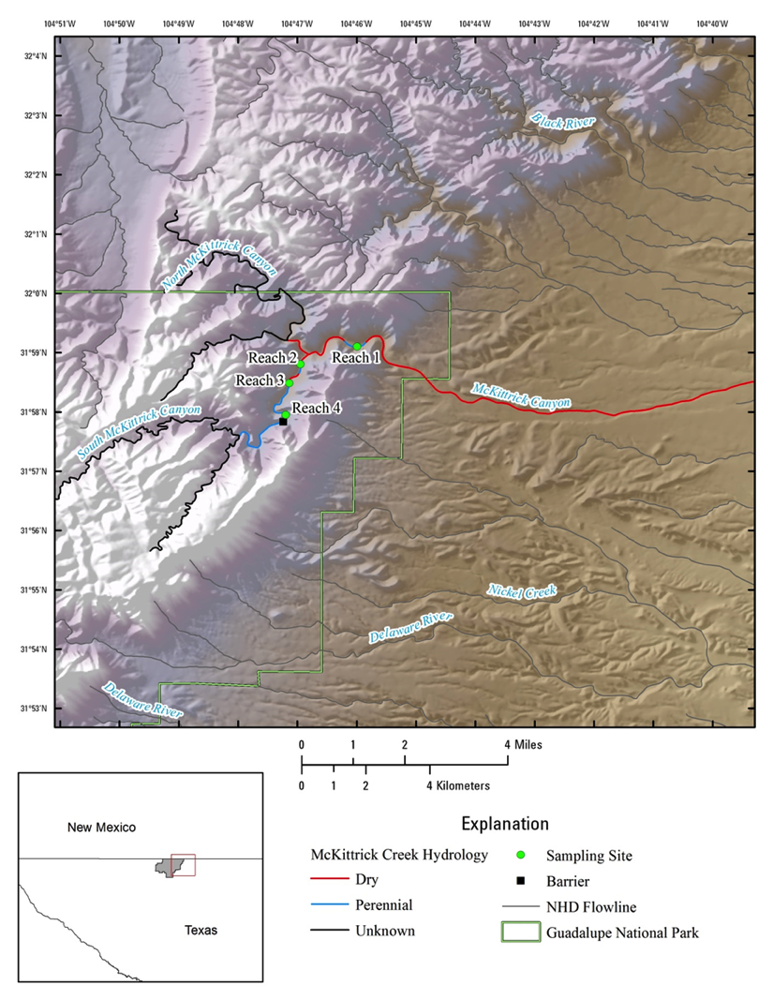 104°51'W 104°50'W 104°49'W 104°48'W 104°47'W 104°46'W 104°45'W 104°44'W 104°43'W 104°42'W 104°41'W 104°40'W
32°4'N
32°3'N
Black River
32°2'N
32°1'N
North McKittrick Canyon
32°0'N
31°59'N
Reach 2
Reach 1
Reach 3
McKittrick Canyon
Reach 4
31°58'N
South McKittrick Canyon
31°57'N
31°56'N
31°55'N
Nickel Creek
Delaware River
31°54'N
Delaware River
31°53'N
0 1 2 4 Miles
0 1 2 4 Kilometers
New Mexico
Texas
Explanation
McKittrick Creek Hydrology
Dry
Perennial
Unknown
Sampling Site
Barrier
NHD Flowline
Guadalupe National Park